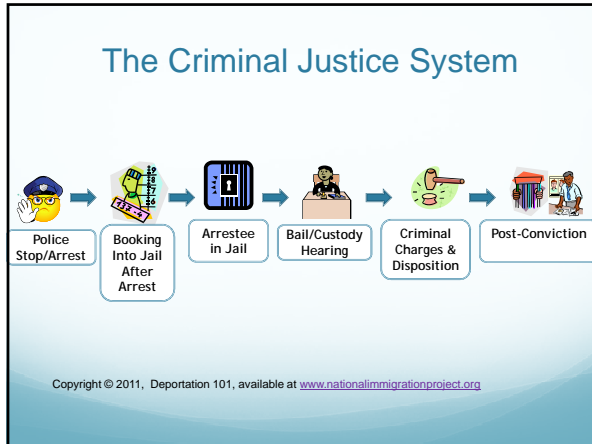 The Criminal Justice System
Police
Stop/Arrest
Booking
Into Jail
After
Arrest
Arrestee
in Jail
Bail/Custody
Hearing
Criminal
Charges &
Disposition
Post-Conviction
Copyright © 2011, Deportation 101, available at www.nationalimmigrationproject.org